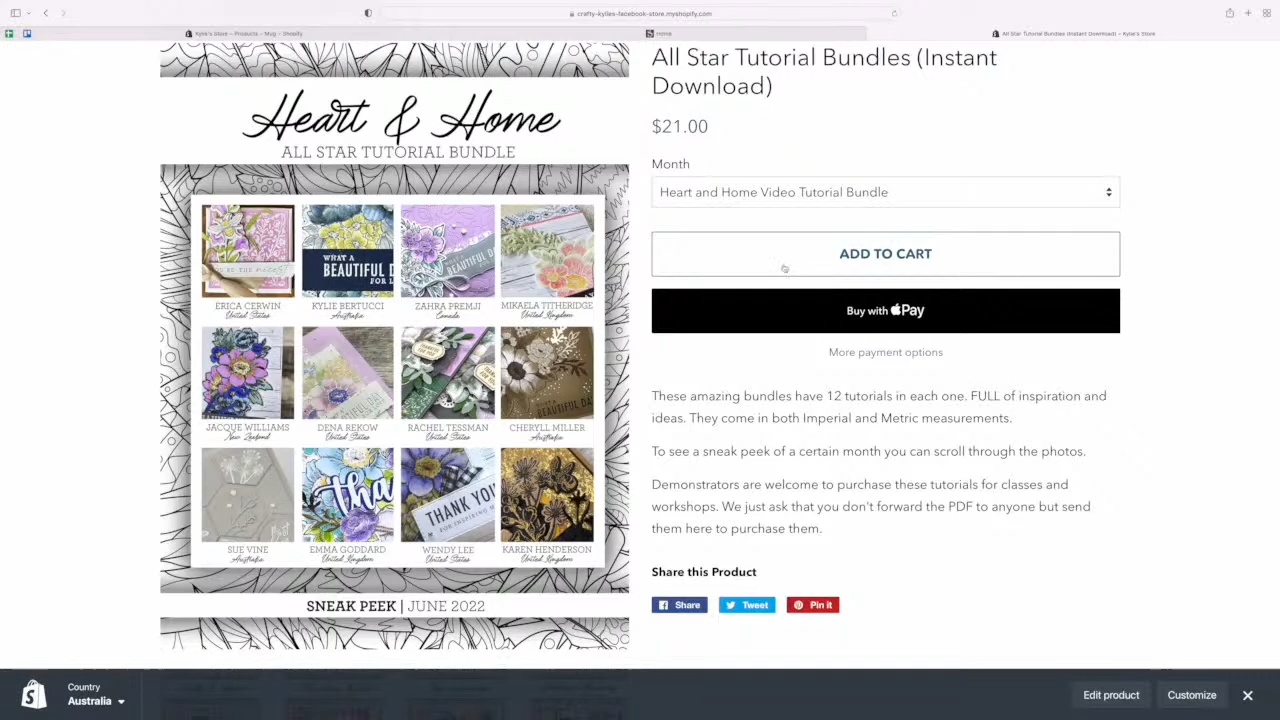 crafty-kylies-facebook-store.myshopify.com
Kylie's Store ~ Products ~ Mug ~ Shopify
Home
All Star Tutorial Bundles (Instant Download) – Kylie's Store
Heart & Home
ALL STAR TUTORIAL BUNDLE
WHAT A
BEAUTIFUL D
FOR L
BEAUTIFUL
ERICA CERWIN
United States
KYLIE BERTUCCI
Australia
ZAHRA PREMJI
Canada
MIKAELA TITHERIDGE
United Kingdom
BEAUTIFUL DA
JACQUE WILLIAMS
New Zealand
DENA REKOW
United States
RACHEL TESSMAN
United States
CHERYLL MILLER
Australia
Tha
THANK YOU
SUE VINE
Australia
EMMA GODDARD
United Kingdom
WENDY LEE
United States
KAREN HENDERSON
United Kingdom
SNEAK PEEK | JUNE 2022
All Star Tutorial Bundles (Instant
Download)
$21.00
Month
Heart and Home Video Tutorial Bundle
ADD TO CART
Buy with Pay
More payment options
These amazing bundles have 12 tutorials in each one. FULL of inspiration and
ideas. They come in both Imperial and Metric measurements.
To see a sneak peek of a certain month you can scroll through the photos.
Demonstrators are welcome to purchase these tutorials for classes and
workshops. We just ask that you don't forward the PDF to anyone but send
them here to purchase them.
Share this Product
Share
Tweet
Pin it
Country
Australia
Edit product
Customize